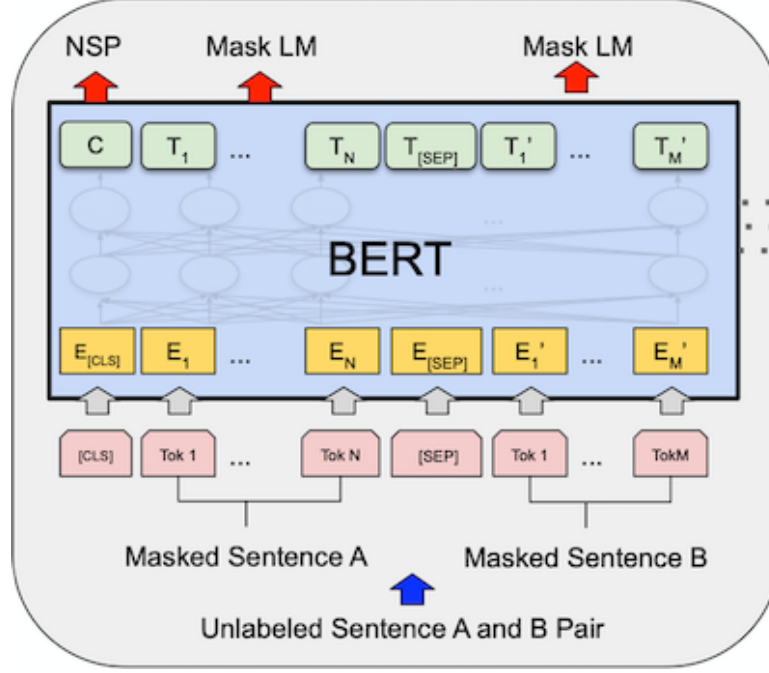 NSP Mask LM Mask LM
C T1 ... TN T[SEP] T1' ... TM'
...
BERT
...
E[CLS] E1 ... EN E[SEP] E1' ... EM'
[CLS] Tok 1 ... Tok N [SEP] Tok 1 ... TokM
Masked Sentence A Masked Sentence B
Unlabeled Sentence A and B Pair